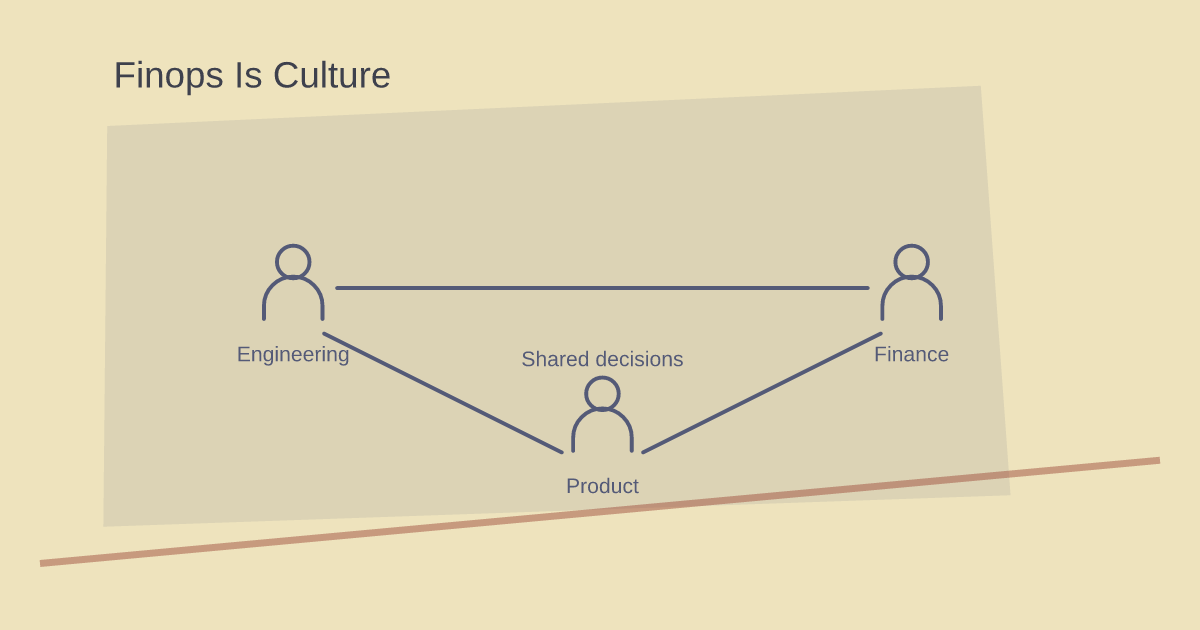 Finops Is Culture
Engineering
Shared decisions
Finance
Product